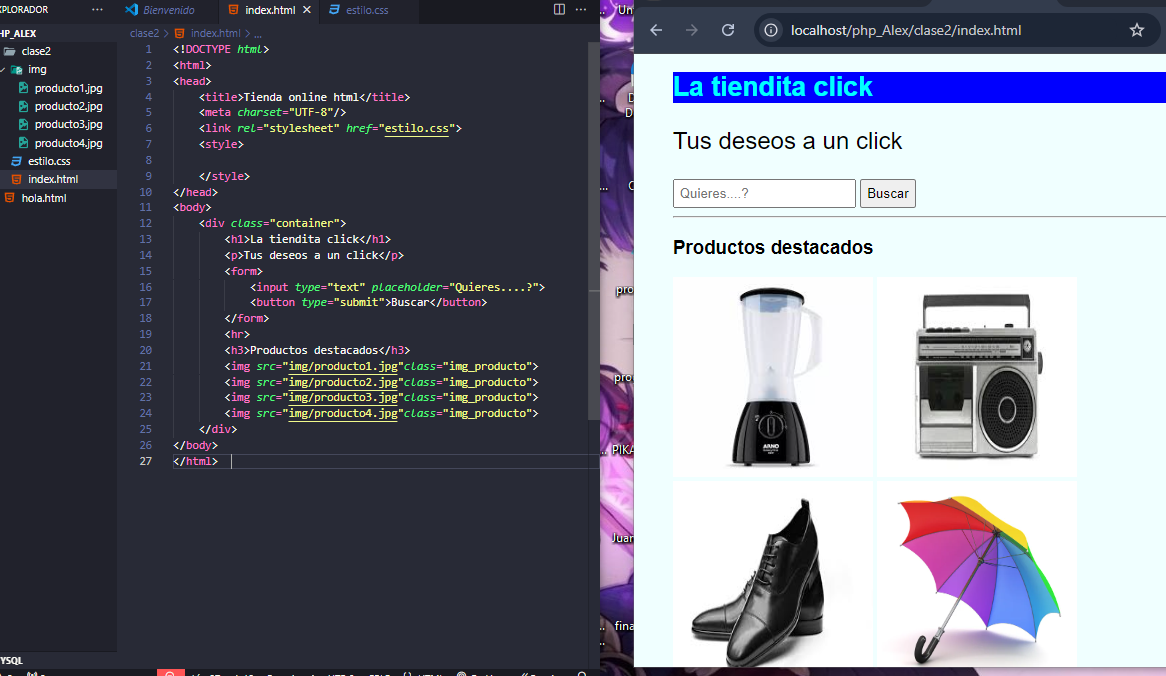 XPLORADOR
HP_ALEX
clase2
img
producto1.jpg
producto2.jpg
producto3.jpg
producto4.jpg
estilo.css
index.html
hola.html
YSQL
Bienvenido
index.html
estilo.css
clase2 > index.html > ...
1 <!DOCTYPE html>
2 <html>
3 <head>
4 <title>Tienda online html</title>
5 <meta charset="UTF-8"/>
6 <link rel="stylesheet" href="estilo.css">
7 <style>
8
9 </style>
10 </head>
11 <body>
12 <div class="container">
13 <h1>La tiendita click</h1>
14 <p>Tus deseos a un click</p>
15 <form>
16 <input type="text" placeholder="Quieres....?">
17 <button type="submit">Buscar</button>
18 </form>
19 <hr>
20 <h3>Productos destacados</h3>
21 <img src="img/producto1.jpg"class="img_producto">
22 <img src="img/producto2.jpg"class="img_producto">
23 <img src="img/producto3.jpg"class="img_producto">
24 <img src="img/producto4.jpg"class="img_producto">
25 </div>
26 </body>
27 </html>
Un
pro
PIKA
Juar
fina
localhost/php_Alex/clase2/index.html
La tiendita click
Tus deseos a un click
Quieres....?
Buscar
Productos destacados
ARNO